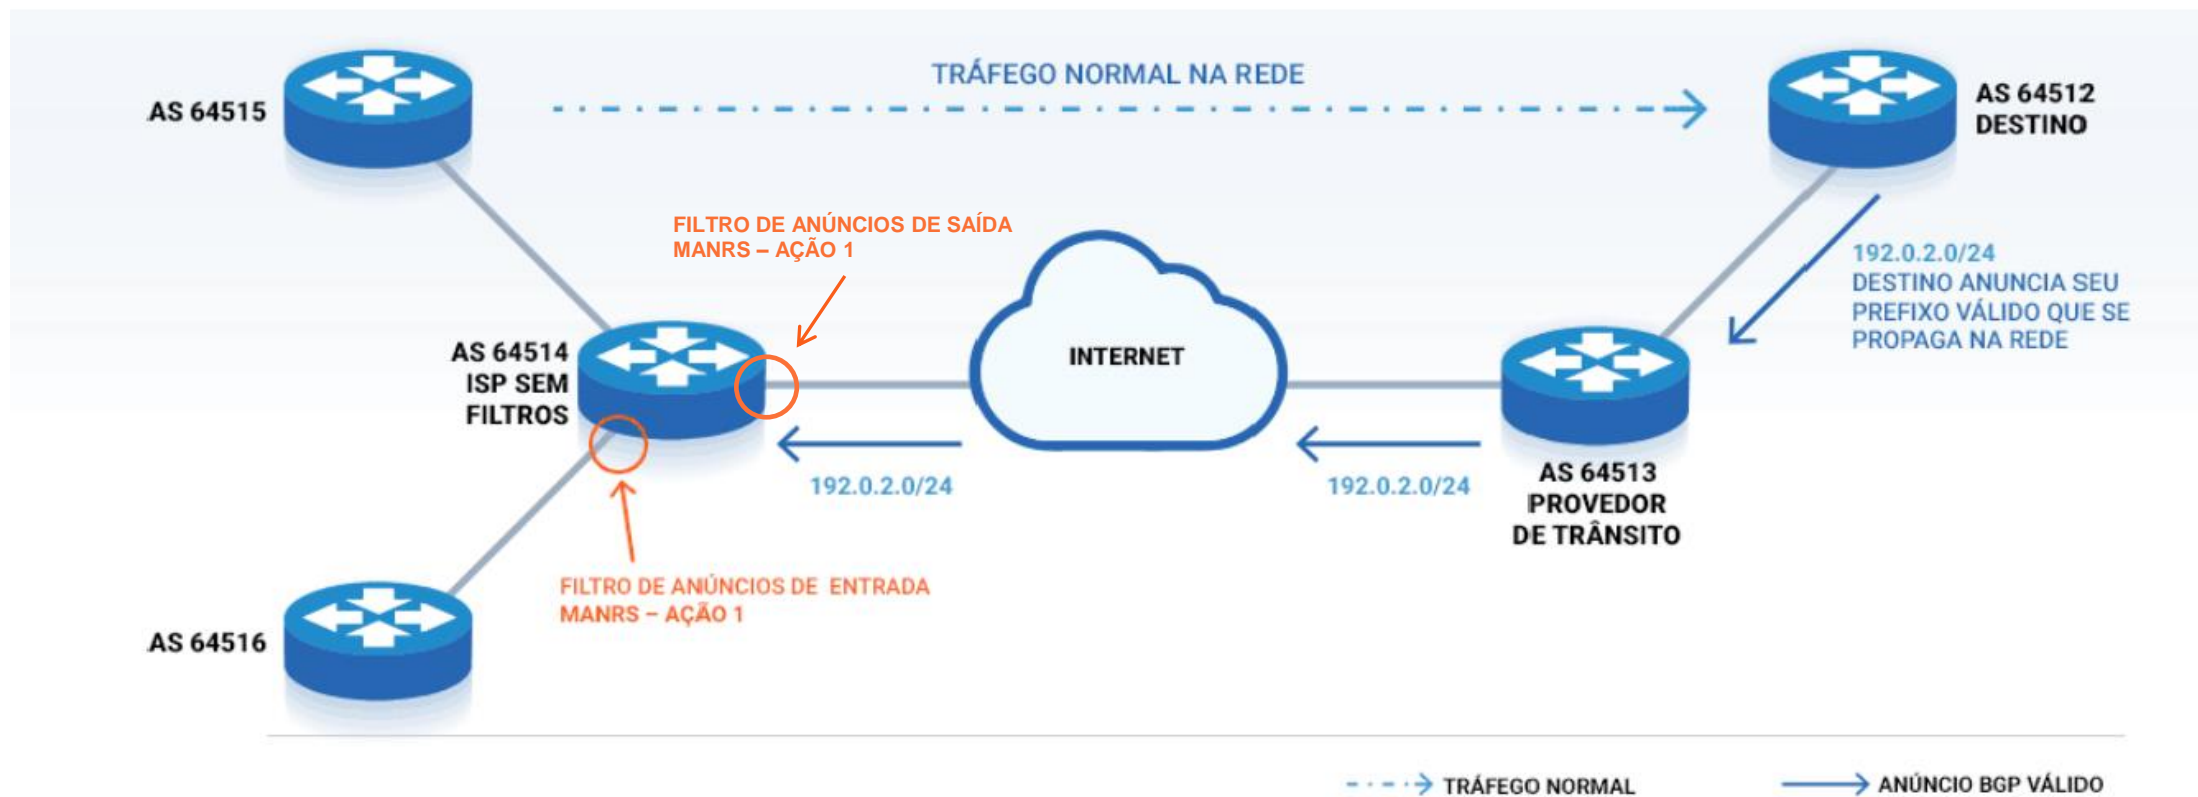 TRÁFEGO NORMAL NA REDE
AS 64515
AS 64512
DESTINO
FILTRO DE ANÚNCIOS DE SAÍDA
MANRS – AÇÃO 1
192.0.2.0/24
DESTINO ANUNCIA SEU
PREFIXO VÁLIDO QUE SE
PROPAGA NA REDE
AS 64514
ISP SEM
FILTROS
INTERNET
192.0.2.0/24
192.0.2.0/24
AS 64513
PROVEDOR
DE TRÂNSITO
FILTRO DE ANÚNCIOS DE ENTRADA
MANRS – AÇÃO 1
AS 64516
TRÁFEGO NORMAL
ANÚNCIO BGP VÁLIDO